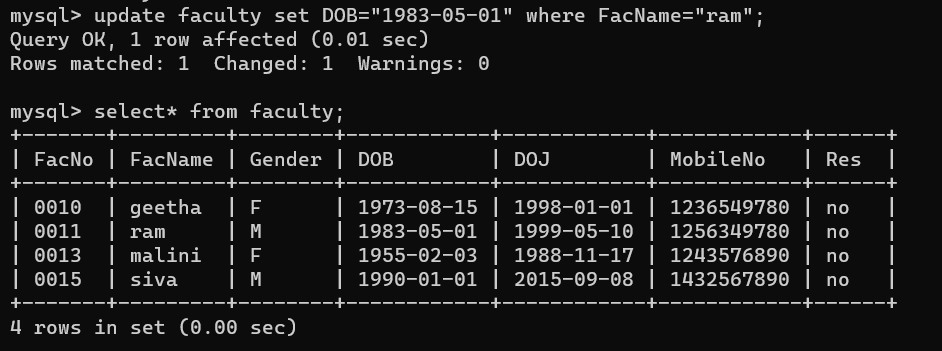 mysql> update faculty set DOB="1983-05-01" where FacName="ram";
Query OK, 1 row affected (0.01 sec)
Rows matched: 1  Changed: 1  Warnings: 0

mysql> select* from faculty;
+-------+---------+--------+------------+------------+------------+------+
| FacNo | FacName | Gender | DOB        | DOJ        | MobileNo   | Res  |
+-------+---------+--------+------------+------------+------------+------+
| 0010  | geetha  | F      | 1973-08-15 | 1998-01-01 | 1236549780 | no   |
| 0011  | ram     | M      | 1983-05-01 | 1999-05-10 | 1256349780 | no   |
| 0013  | malini  | F      | 1955-02-03 | 1988-11-17 | 1243576890 | no   |
| 0015  | siva    | M      | 1990-01-01 | 2015-09-08 | 1432567890 | no   |
+-------+---------+--------+------------+------------+------------+------+
4 rows in set (0.00 sec)